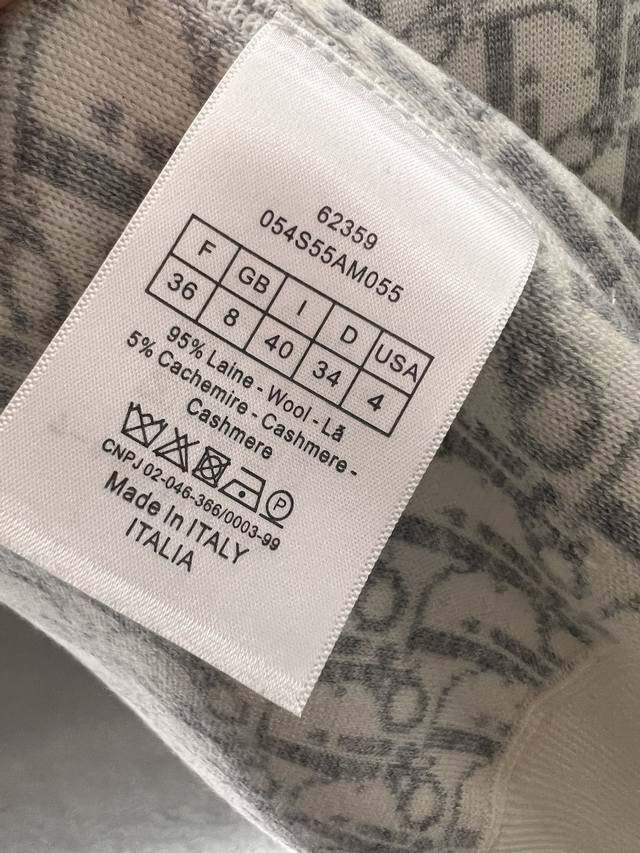 62359
054S55AM055
F GB I D USA
36 8 40 34 4
95% Laine - Wool - Lã
5% Cachemire - Cashmere -
Cashmere
P
CNPJ 02-046-366/0003-99
Made In ITALY
ITALIA